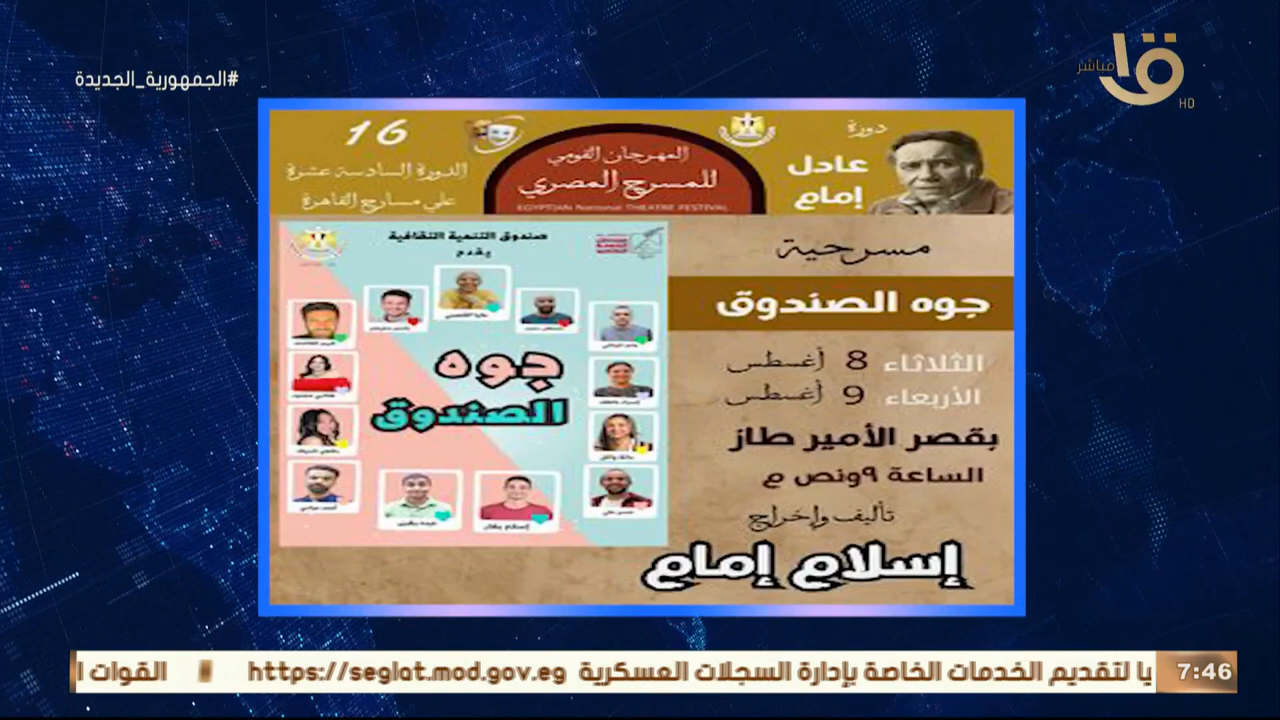 #الجمهورية_الجديدة
مباشر
HD
16
الدورة السادسة عشرة
علي مسارح القاهرة
المهرجان القومي
للمسرح المصري
EGYPTIAN National THEATRE FESTIVAL
دورة
عادل
إمام
صندوق التنمية الثقافية
يقدم
جوه
الصندوق
مسرحية
جوه الصندوق
الثلاثاء 8 أغسطس
الأربعاء 9 أغسطس
بقصر الأمير طاز
الساعة ٩ونص م
تأليف وإخراج
إسلام إمام
يا لتقديم الخدمات الخاصة بإدارة السجلات العسكرية https://seglat.mod.gov.eg القوات ا
7:46